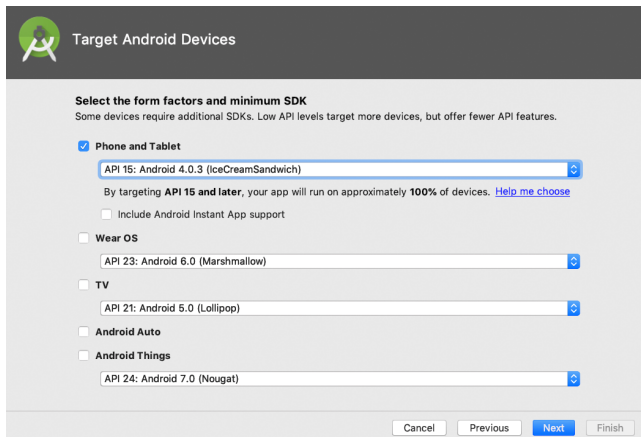 Target Android Devices
Select the form factors and minimum SDK
Some devices require additional SDKs. Low API levels target more devices, but offer fewer API features.
Phone and Tablet
API 15: Android 4.0.3 (IceCreamSandwich)
By targeting API 15 and later, your app will run on approximately 100% of devices. Help me choose
Include Android Instant App support
Wear OS
API 23: Android 6.0 (Marshmallow)
TV
API 21: Android 5.0 (Lollipop)
Android Auto
Android Things
API 24: Android 7.0 (Nougat)
Cancel Previous Next Finish